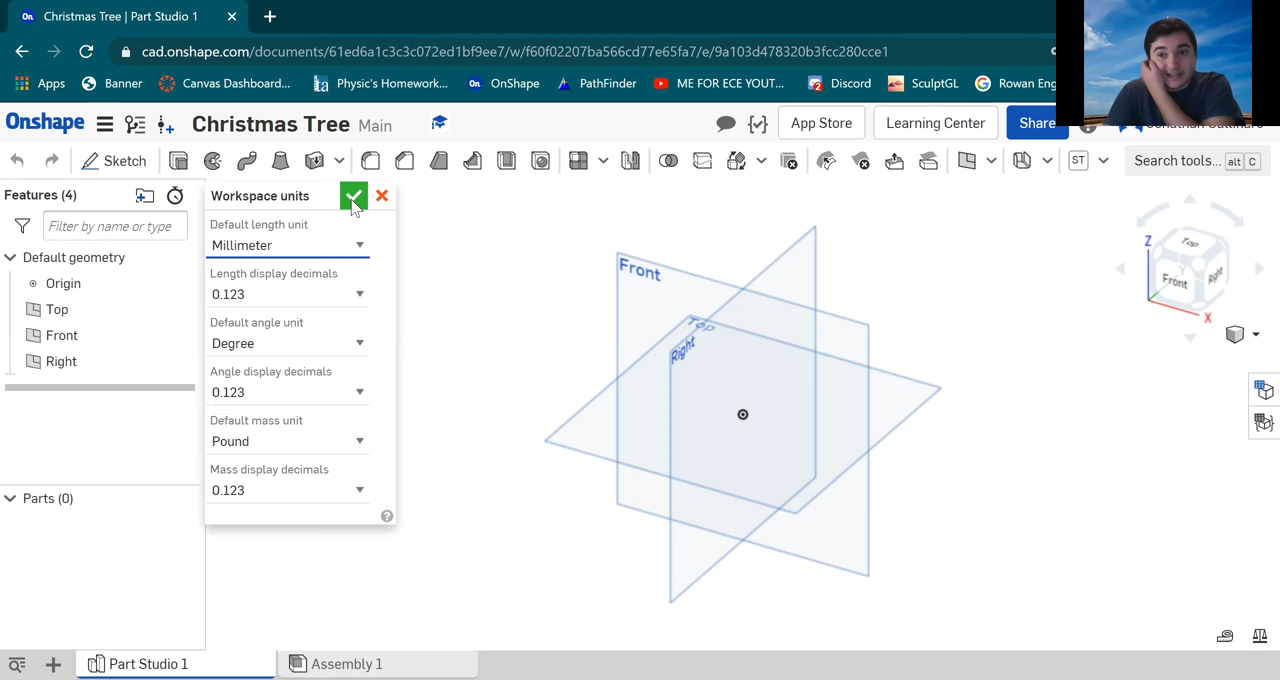 On Christmas Tree | Part Studio 1
cad.onshape.com/documents/61ed6a1c3c3c072ed1bf9ee7/w/f60f02207ba566cd77e65fa7/e/9a103d478320b3fcc280cce1
Apps Banner Canvas Dashboard... Physic's Homework... On OnShape PathFinder ME FOR ECE YOUT... 2 Discord SculptGL Rowan Eng
Onshape Christmas Tree Main App Store Learning Center Share
Sketch ST Search tools... alt C
Features (4)
Filter by name or type
Default geometry
Origin
Top
Front
Right
Parts (0)
Workspace units
Default length unit
Millimeter
Length display decimals
0.123
Default angle unit
Degree
Angle display decimals
0.123
Default mass unit
Pound
Mass display decimals
0.123
?
Front
Top
Right
Z
Top
Y
Front
Right
X
Part Studio 1 Assembly 1